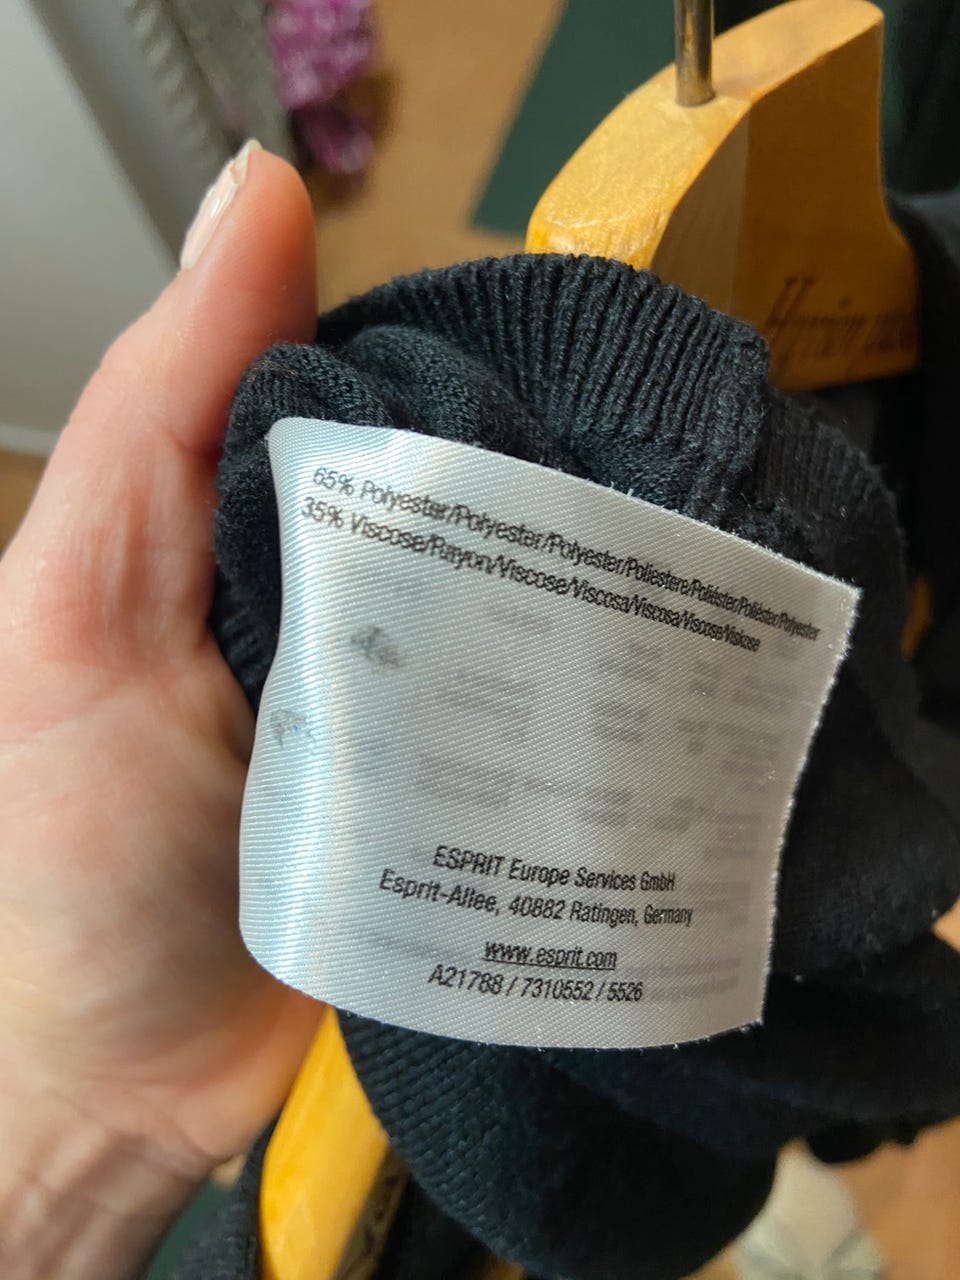 65% Polyester/Polyester/Polyester/Poliestere/Poliéster/Poliéster/Polyester
35% Viscose/Rayon/Viscose/Viscosa/Viscosa/Viscose/Viskose
ESPRIT Europe Services GmbH
Esprit-Allee, 40882 Ratingen, Germany
www.esprit.com
A21788 / 7310552 / 5526